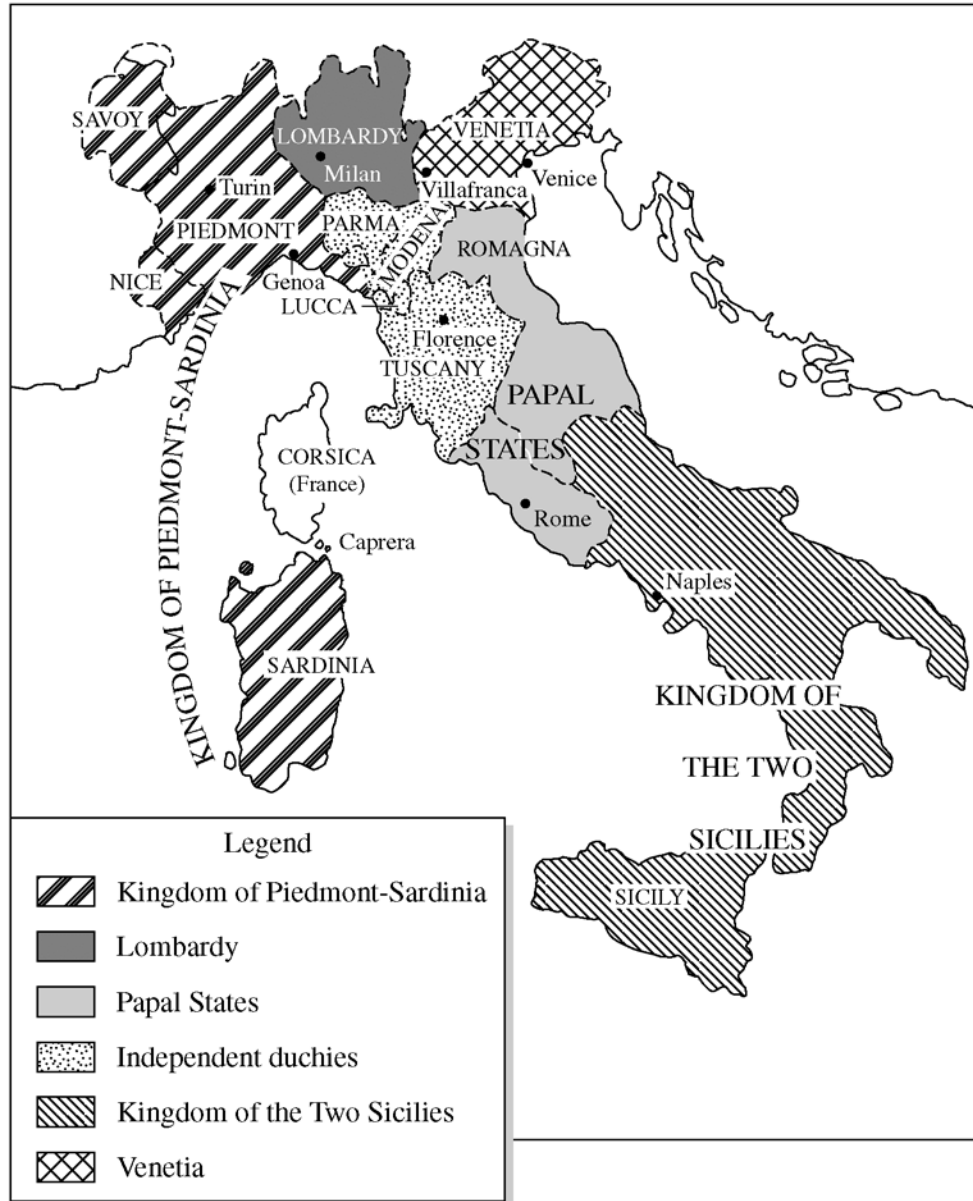 SAVOY
LOMBARDY
Milan
VENETIA
Venice
Villafranca
Turin
PIEDMONT
PARMA
MODENA
ROMAGNA
NICE
Genoa
LUCCA
Florence
TUSCANY
KINGDOM OF PIEDMONT-SARDINIA
PAPAL
STATES
CORSICA
(France)
Rome
Caprera
Naples
SARDINIA
KINGDOM OF
THE TWO
SICILIES
SICILY
Legend
Kingdom of Piedmont-Sardinia
Lombardy
Papal States
Independent duchies
Kingdom of the Two Sicilies
Venetia